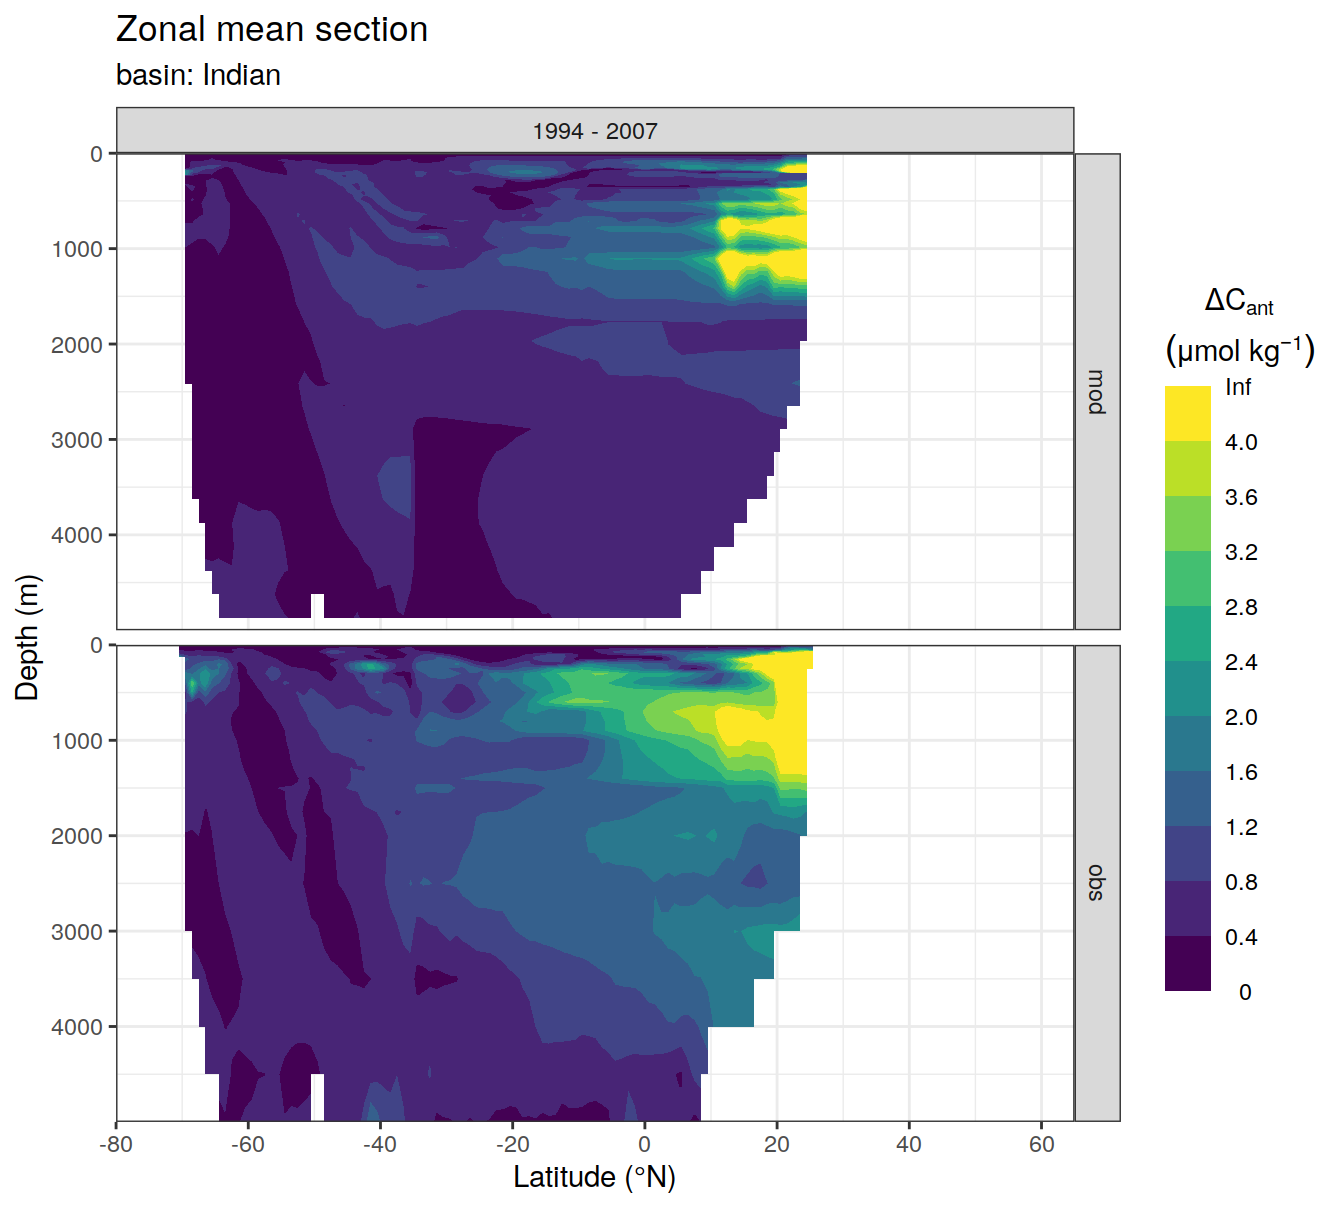 Zonal mean section
basin: Indian
1994 - 2007
0
1000
2000
3000
4000
mod
0
1000
2000
3000
4000
obs
-80
-60
-40
-20
0
20
40
60
Latitude (°N)
Depth (m)
ΔCant
(μmol kg⁻¹)
Inf
4.0
3.6
3.2
2.8
2.4
2.0
1.6
1.2
0.8
0.4
0